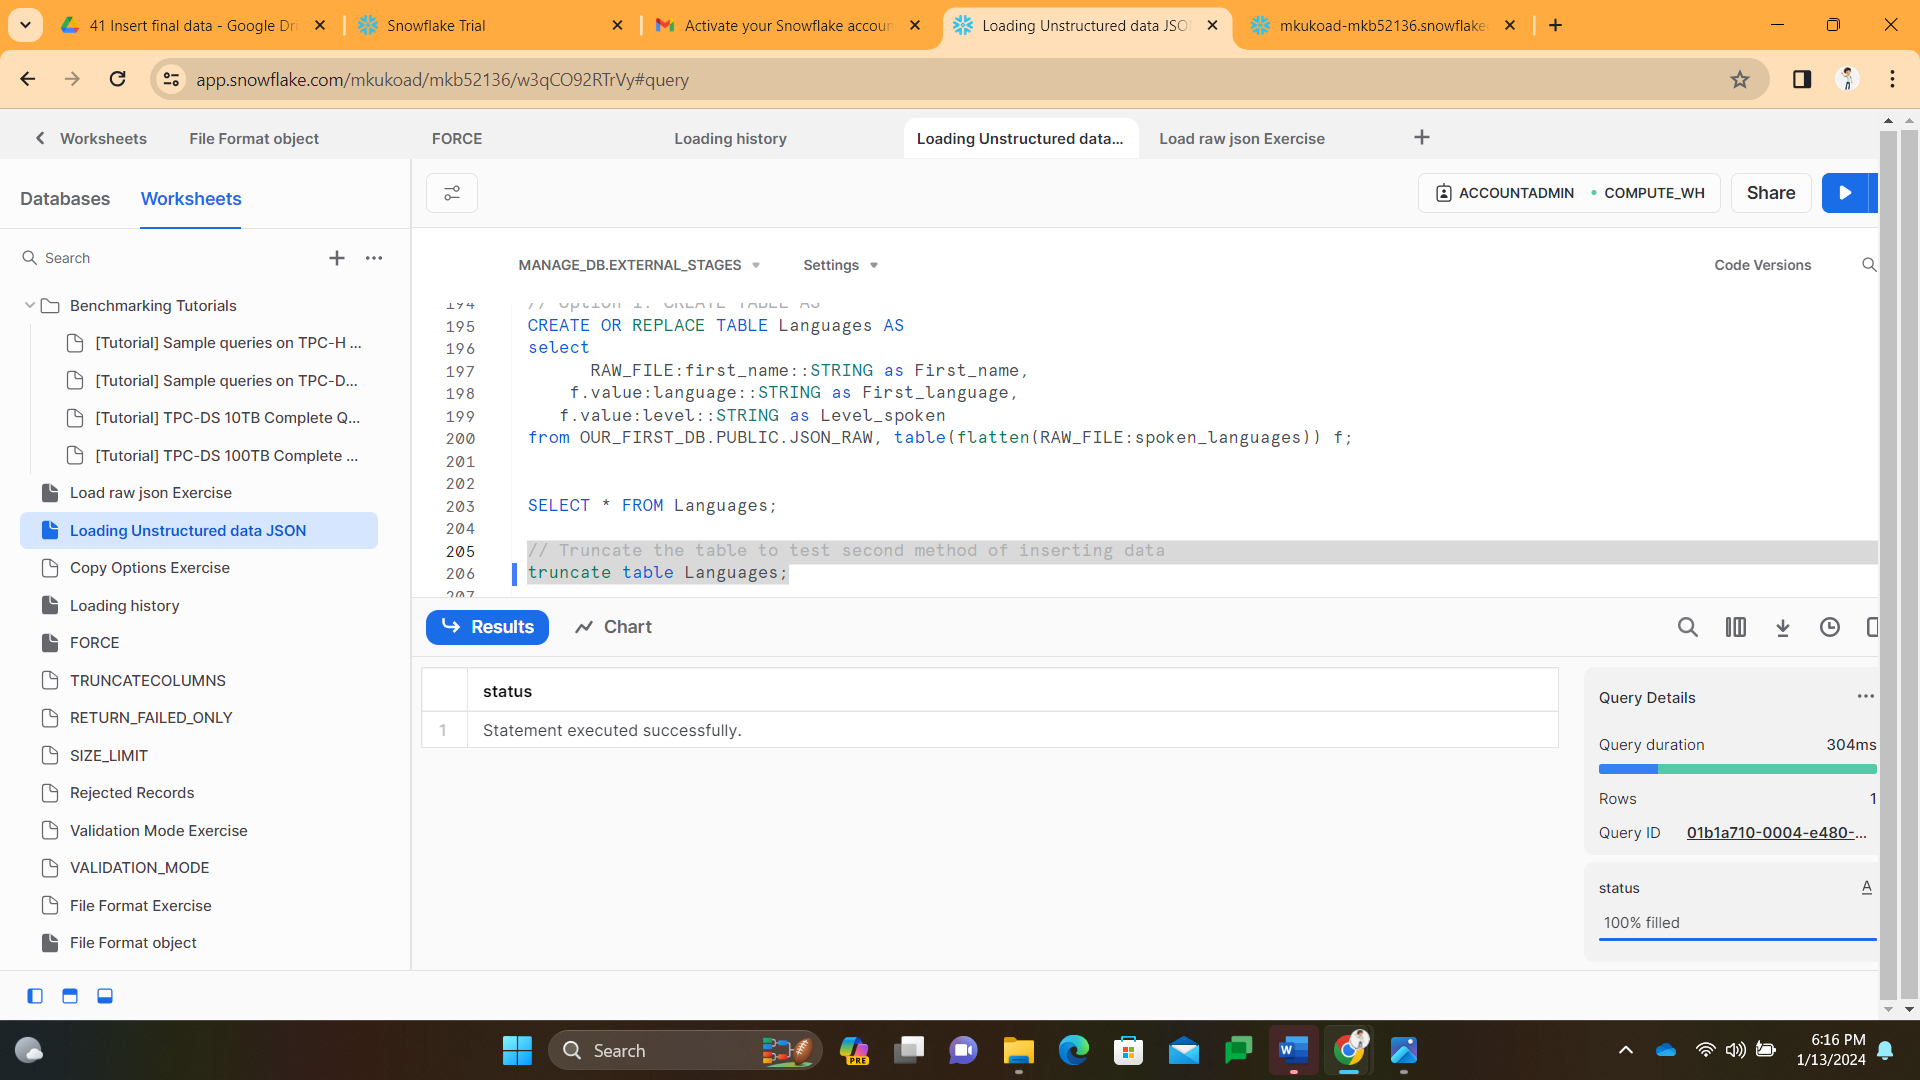 41 Insert final data - Google Dri
Snowflake Trial
Activate your Snowflake accoun
Loading Unstructured data JSO
mkukoad-mkb52136.snowflake
app.snowflake.com/mkukoad/mkb52136/w3qCO92RTrVy#query
Worksheets
File Format object
FORCE
Loading history
Loading Unstructured data...
Load raw json Exercise
Databases
Worksheets
ACCOUNTADMIN
COMPUTE_WH
Share
Search
MANAGE_DB.EXTERNAL_STAGES
Settings
Code Versions
Benchmarking Tutorials
[Tutorial] Sample queries on TPC-H ...
[Tutorial] Sample queries on TPC-D...
[Tutorial] TPC-DS 10TB Complete Q...
[Tutorial] TPC-DS 100TB Complete ...
Load raw json Exercise
Loading Unstructured data JSON
Copy Options Exercise
Loading history
FORCE
TRUNCATECOLUMNS
RETURN_FAILED_ONLY
SIZE_LIMIT
Rejected Records
Validation Mode Exercise
VALIDATION_MODE
File Format Exercise
File Format object
194 // Option 1: CREATE TABLE AS
195 CREATE OR REPLACE TABLE Languages AS
196 select
197 RAW_FILE:first_name::STRING as First_name,
198 f.value:language::STRING as First_language,
199 f.value:level::STRING as Level_spoken
200 from OUR_FIRST_DB.PUBLIC.JSON_RAW, table(flatten(RAW_FILE:spoken_languages)) f;
201
202
203 SELECT * FROM Languages;
204
205 // Truncate the table to test second method of inserting data
206 truncate table Languages;
207
Results
Chart
status
1 Statement executed successfully.
Query Details
Query duration 304ms
Rows 1
Query ID 01b1a710-0004-e480-...
status A
100% filled
Search
PRE
6:16 PM
1/13/2024